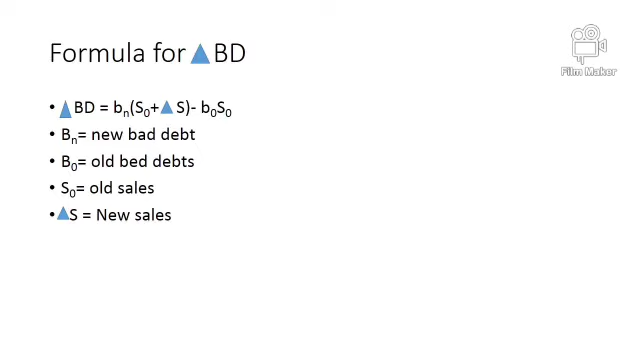 Formula for ▲BD
Film Maker
• ▲BD = bₙ(S₀+▲S)- b₀S₀
• Bₙ= new bad debt
• B₀= old bed debts
• S₀= old sales
• ▲S = New sales